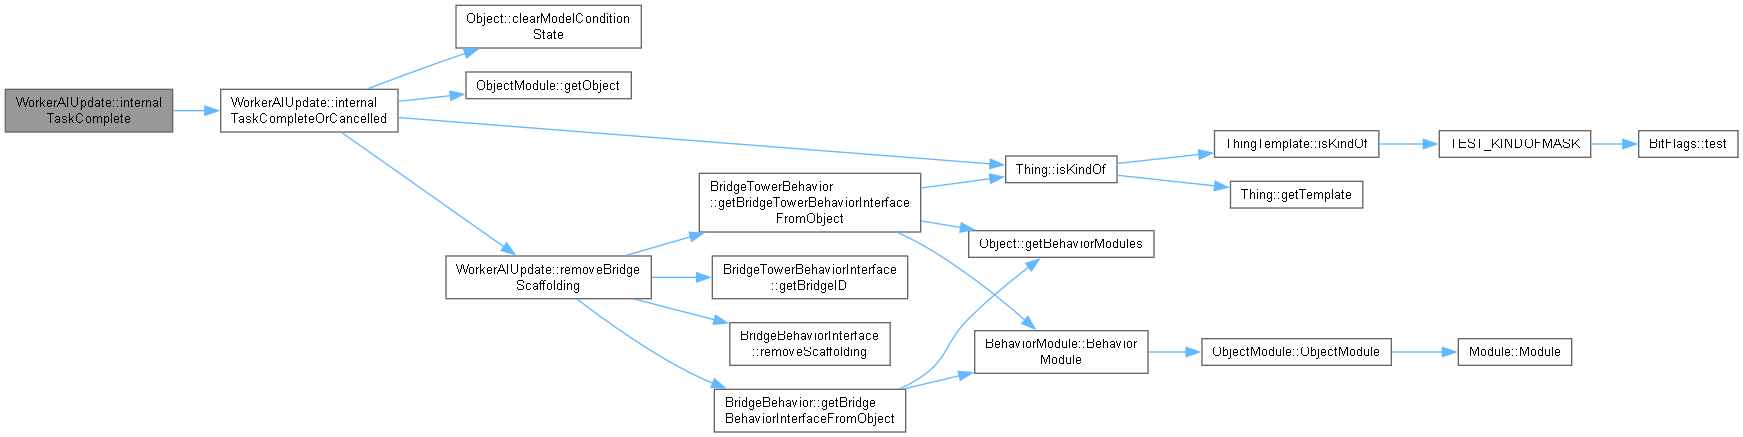 Object::clearModelCondition
State
ObjectModule::getObject
WorkerAIUpdate::internal
TaskComplete
WorkerAIUpdate::internal
TaskCompleteOrCancelled
Thing::isKindOf
ThingTemplate::isKindOf
TEST_KINDOFMASK
BitFlags::test
Thing::getTemplate
BridgeTowerBehavior
::getBridgeTowerBehaviorInterface
FromObject
Object::getBehaviorModules
WorkerAIUpdate::removeBridge
Scaffolding
BridgeTowerBehaviorInterface
::getBridgeID
BridgeBehaviorInterface
::removeScaffolding
BehaviorModule::Behavior
Module
ObjectModule::ObjectModule
Module::Module
BridgeBehavior::getBridge
BehaviorInterfaceFromObject